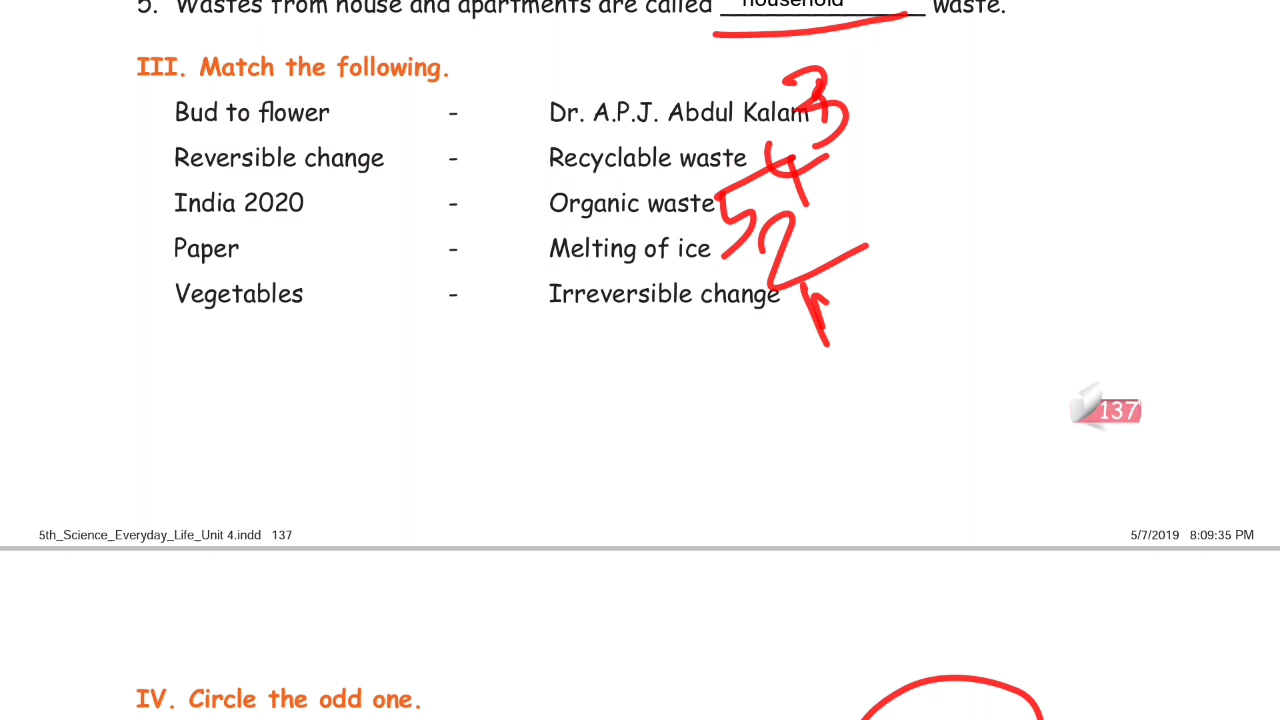 5. Wastes from house and apartments are called household waste.
III. Match the following.
Bud to flower - Dr. A.P.J. Abdul Kalam 3
Reversible change - Recyclable waste 4
India 2020 - Organic waste 5
Paper - Melting of ice 2
Vegetables - Irreversible change
137
5th_Science_Everyday_Life_Unit 4.indd 137 5/7/2019 8:09:35 PM
IV. Circle the odd one.